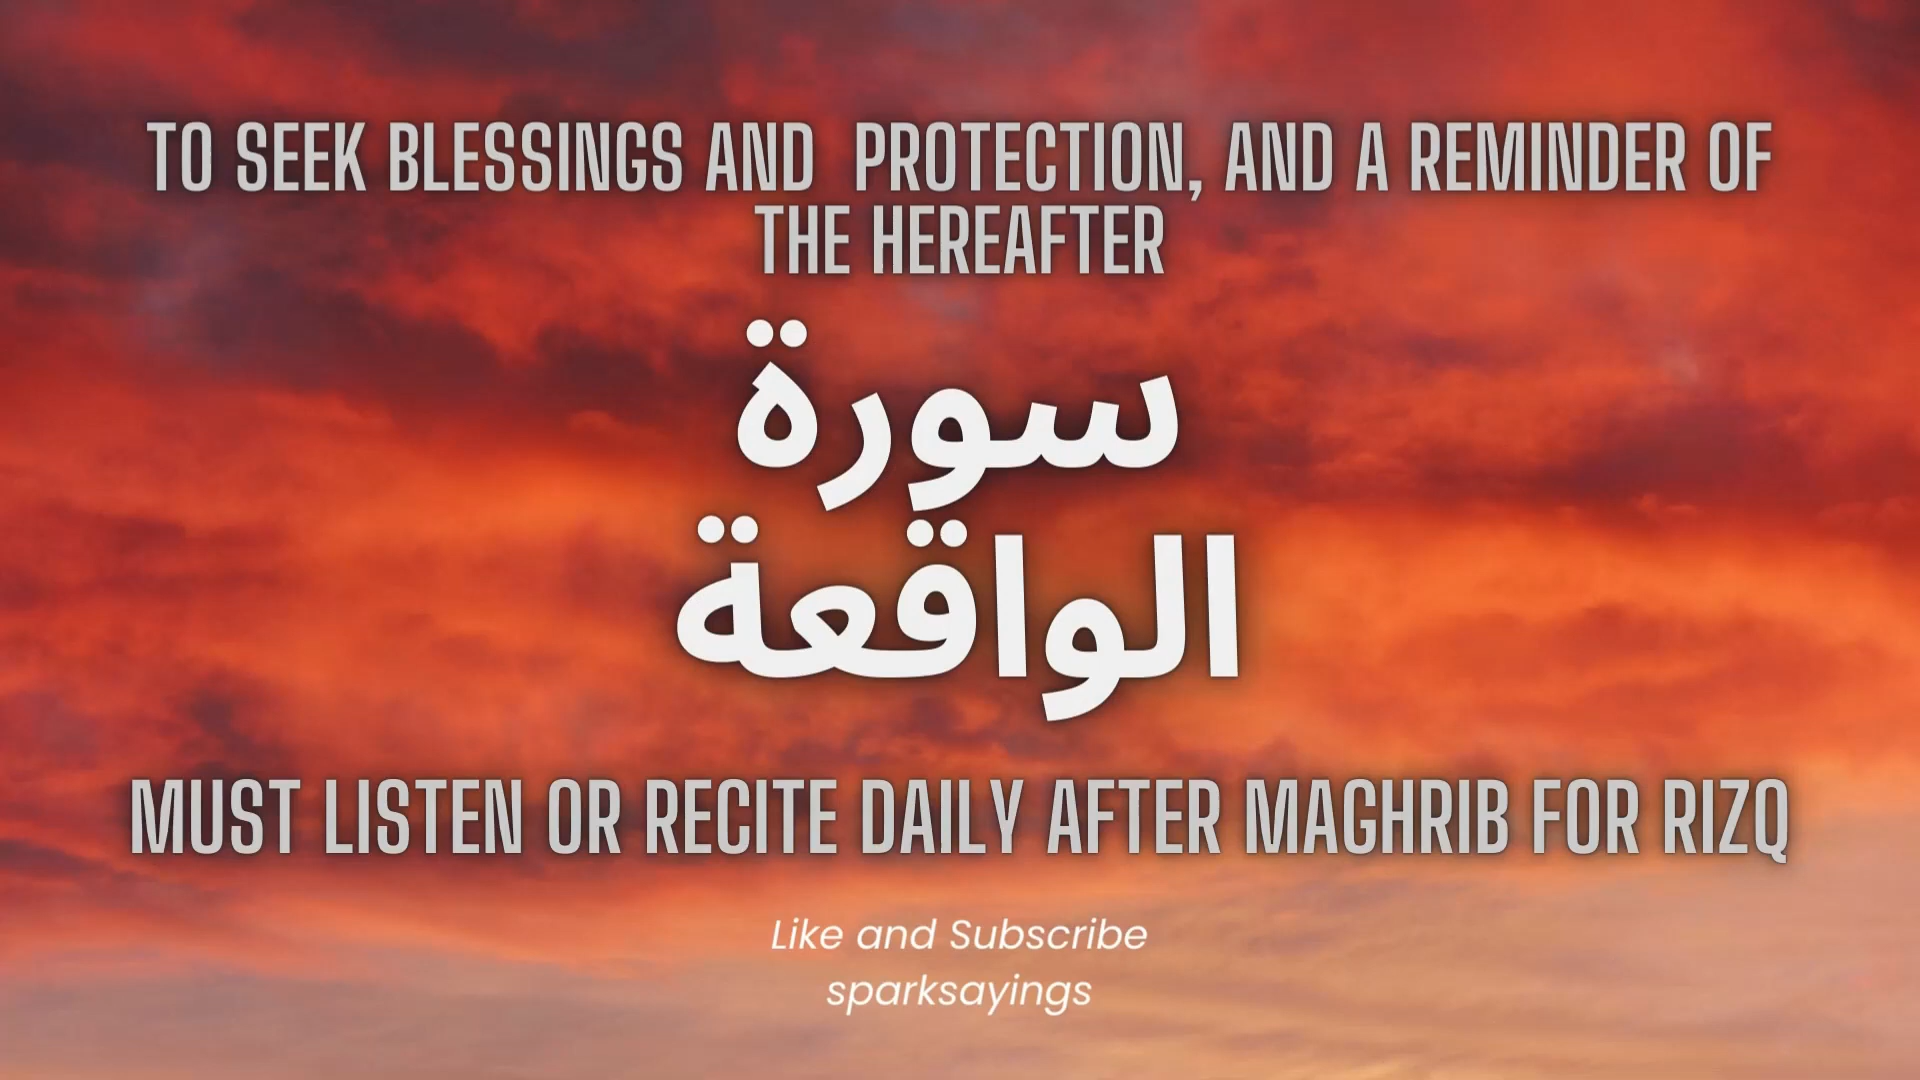 TO SEEK BLESSINGS AND PROTECTION, AND A REMINDER OF
THE HEREAFTER
سورة
الواقعة
MUST LISTEN OR RECITE DAILY AFTER MAGHRIB FOR RIZQ
Like and Subscribe
sparksayings